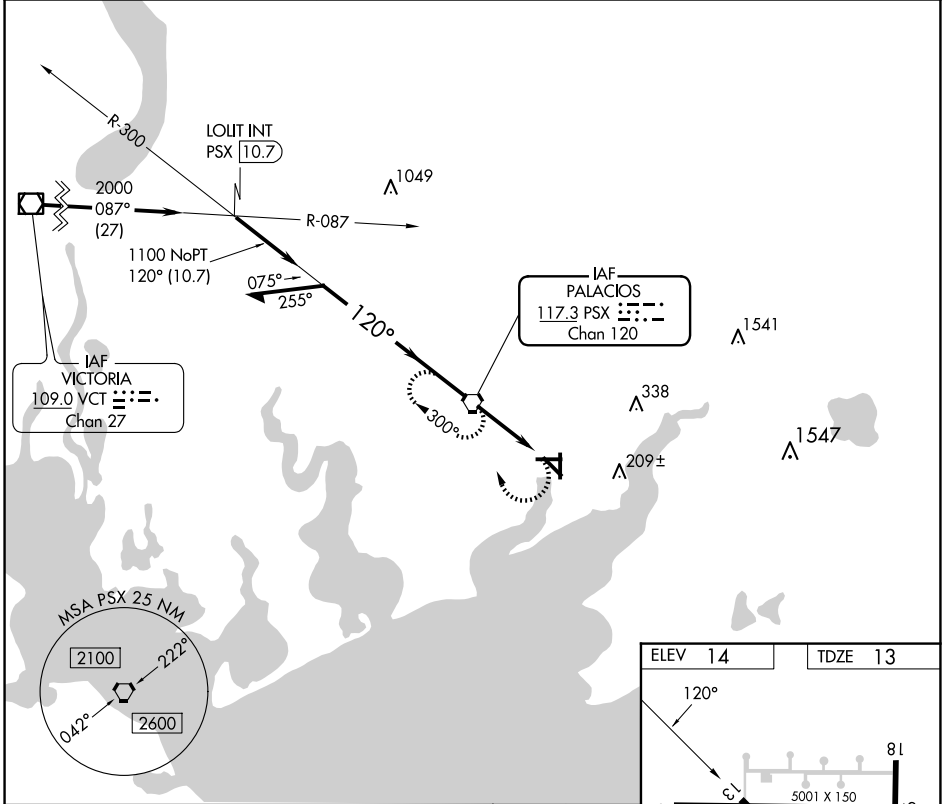 R-300
LOLIT INT
PSX 10.7
1049
2000
087°
(27)
R-087
1100 NoPT
120° (10.7)
075°
255°
120°
IAF
PALACIOS
117.3 PSX
Chan 120
1541
IAF
VICTORIA
109.0 VCT
Chan 27
300°
338
1547
209±
MSA PSX 25 NM
2100
222°
042°
2600
ELEV 14
TDZE 13
120°
18
13
5001 X 150